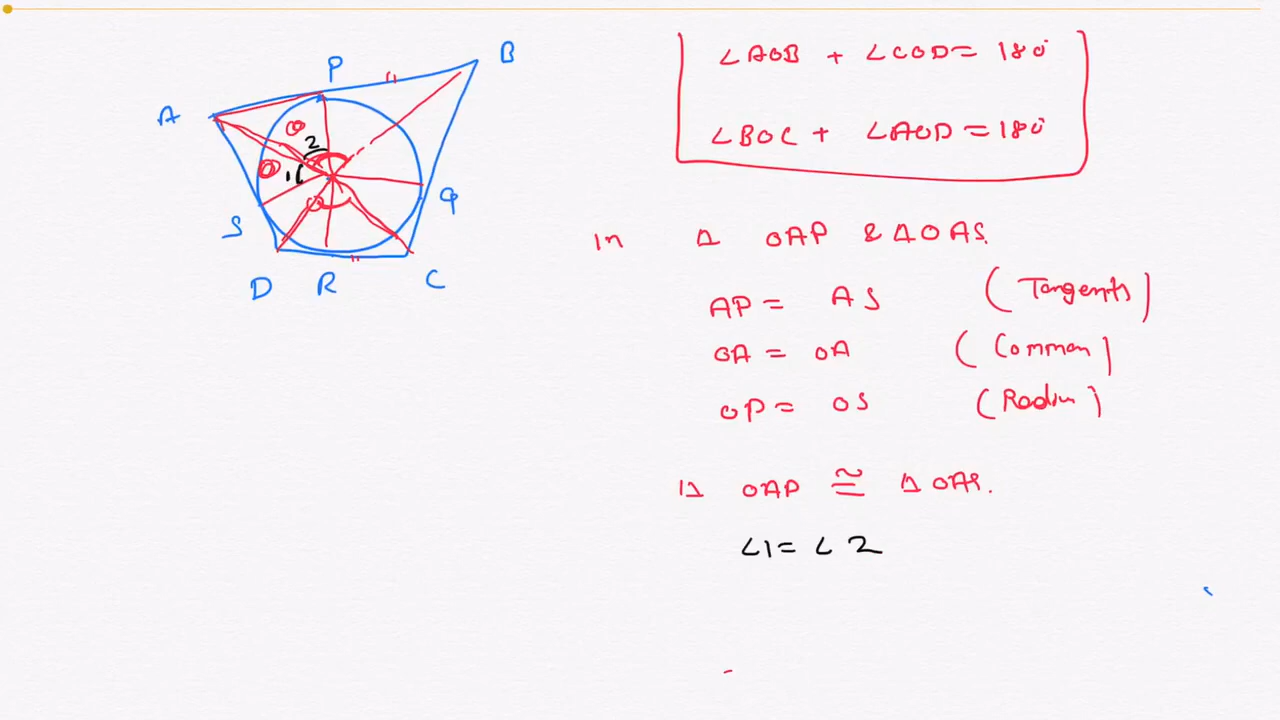 B
P
A
2
1
S
Q
D R C
∠AOB + ∠COD = 180°
∠BOC + ∠AOD = 180°
In Δ OAP & Δ OAS.
AP = AS (Tangents)
OA = OA (Common)
OP = OS (Radius)
Δ OAP ≅ Δ OAS.
∠1 = ∠2